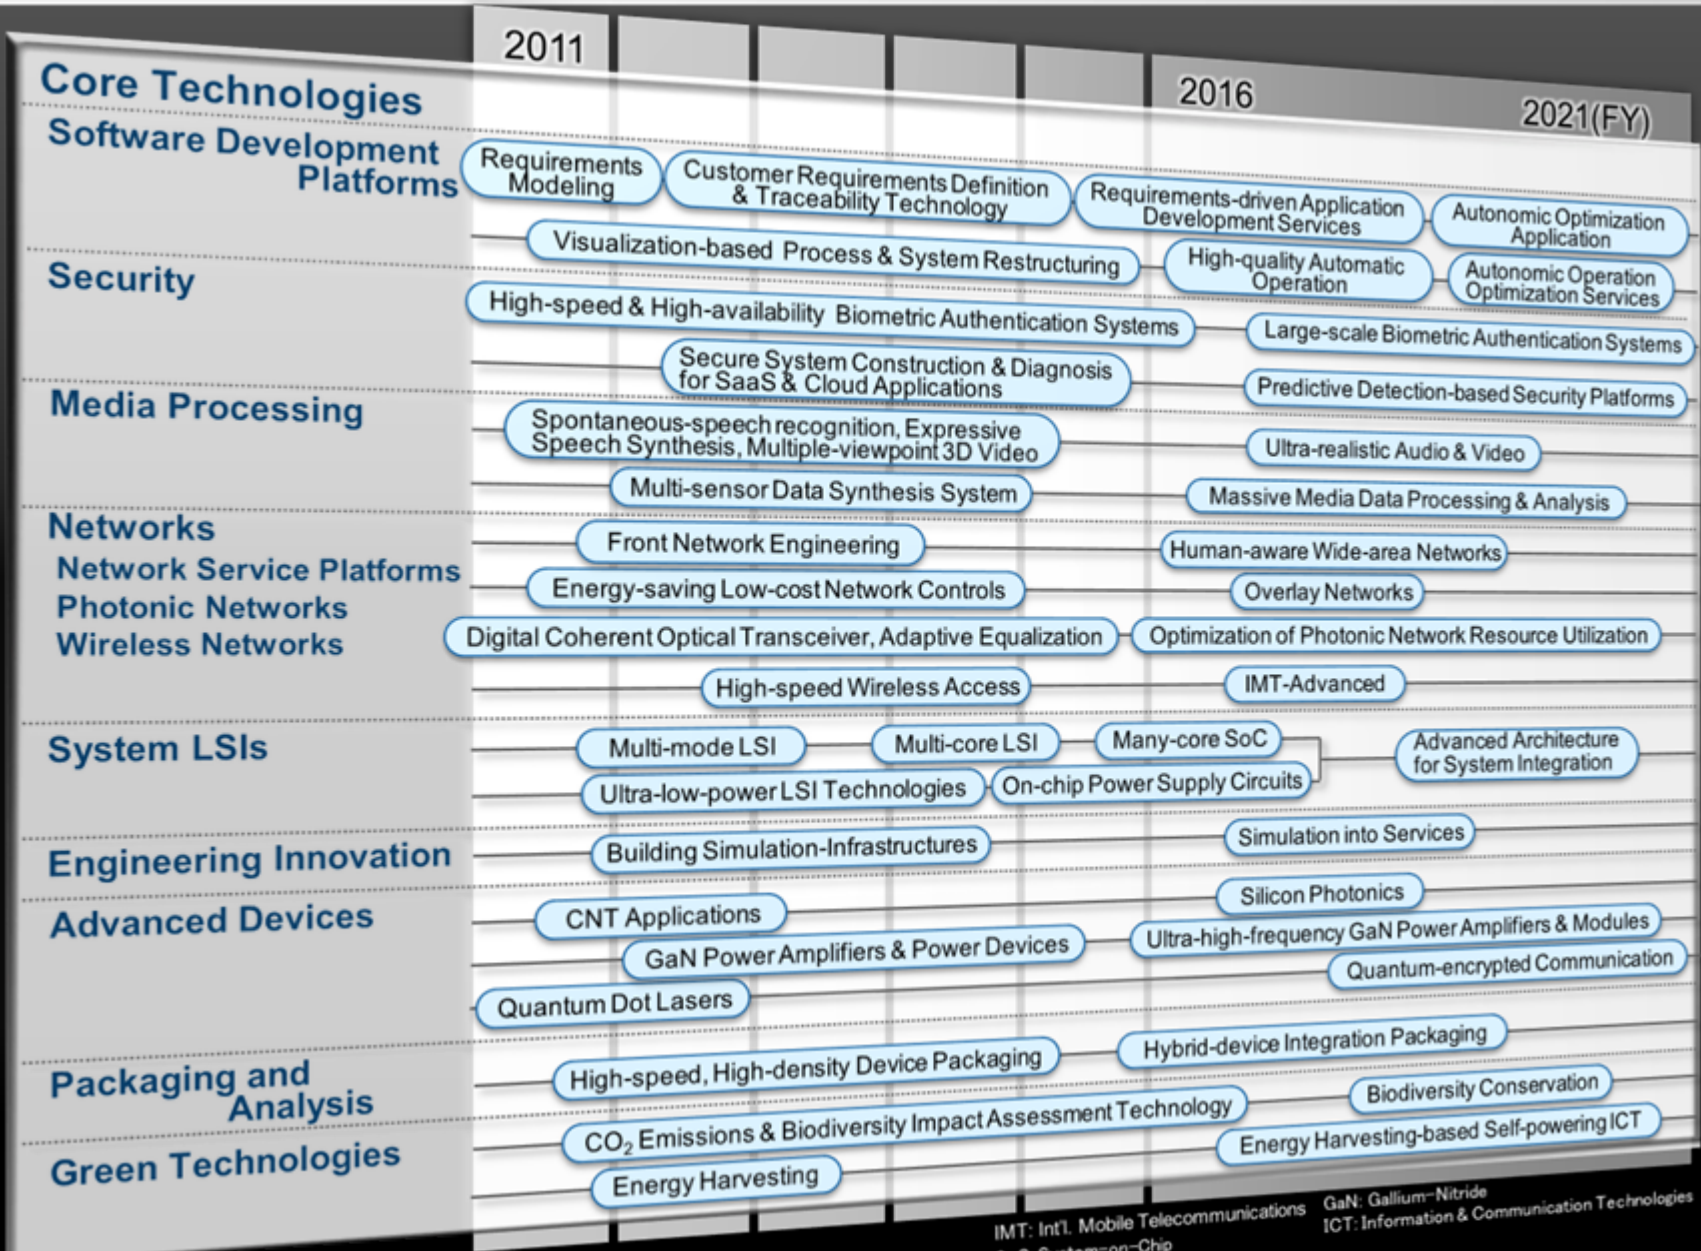 2011
2016
2021(FY)
Core Technologies
Software Development
Platforms
Requirements
Modeling
Customer Requirements Definition
& Traceability Technology
Requirements-driven Application
Development Services
Autonomic Optimization
Application
Visualization-based Process & System Restructuring
High-quality Automatic
Operation
Autonomic Operation
Optimization Services
Security
High-speed & High-availability Biometric Authentication Systems
Large-scale Biometric Authentication Systems
Secure System Construction & Diagnosis
for SaaS & Cloud Applications
Predictive Detection-based Security Platforms
Media Processing
Spontaneous-speech recognition, Expressive
Speech Synthesis, Multiple-viewpoint 3D Video
Ultra-realistic Audio & Video
Multi-sensor Data Synthesis System
Massive Media Data Processing & Analysis
Networks
Network Service Platforms
Photonic Networks
Wireless Networks
Front Network Engineering
Human-aware Wide-area Networks
Energy-saving Low-cost Network Controls
Overlay Networks
Digital Coherent Optical Transceiver, Adaptive Equalization
Optimization of Photonic Network Resource Utilization
High-speed Wireless Access
IMT-Advanced
System LSIs
Multi-mode LSI
Multi-core LSI
Many-core SoC
Advanced Architecture
for System Integration
Ultra-low-power LSI Technologies
On-chip Power Supply Circuits
Engineering Innovation
Building Simulation-Infrastructures
Simulation into Services
Advanced Devices
CNT Applications
Silicon Photonics
GaN Power Amplifiers & Power Devices
Ultra-high-frequency GaN Power Amplifiers & Modules
Quantum Dot Lasers
Quantum-encrypted Communication
Packaging and
Analysis
High-speed, High-density Device Packaging
Hybrid-device Integration Packaging
Green Technologies
CO₂ Emissions & Biodiversity Impact Assessment Technology
Biodiversity Conservation
Energy Harvesting
Energy Harvesting-based Self-powering ICT
IMT: Int'l. Mobile Telecommunications
GaN: Gallium-Nitride
ICT: Information & Communication Technologies